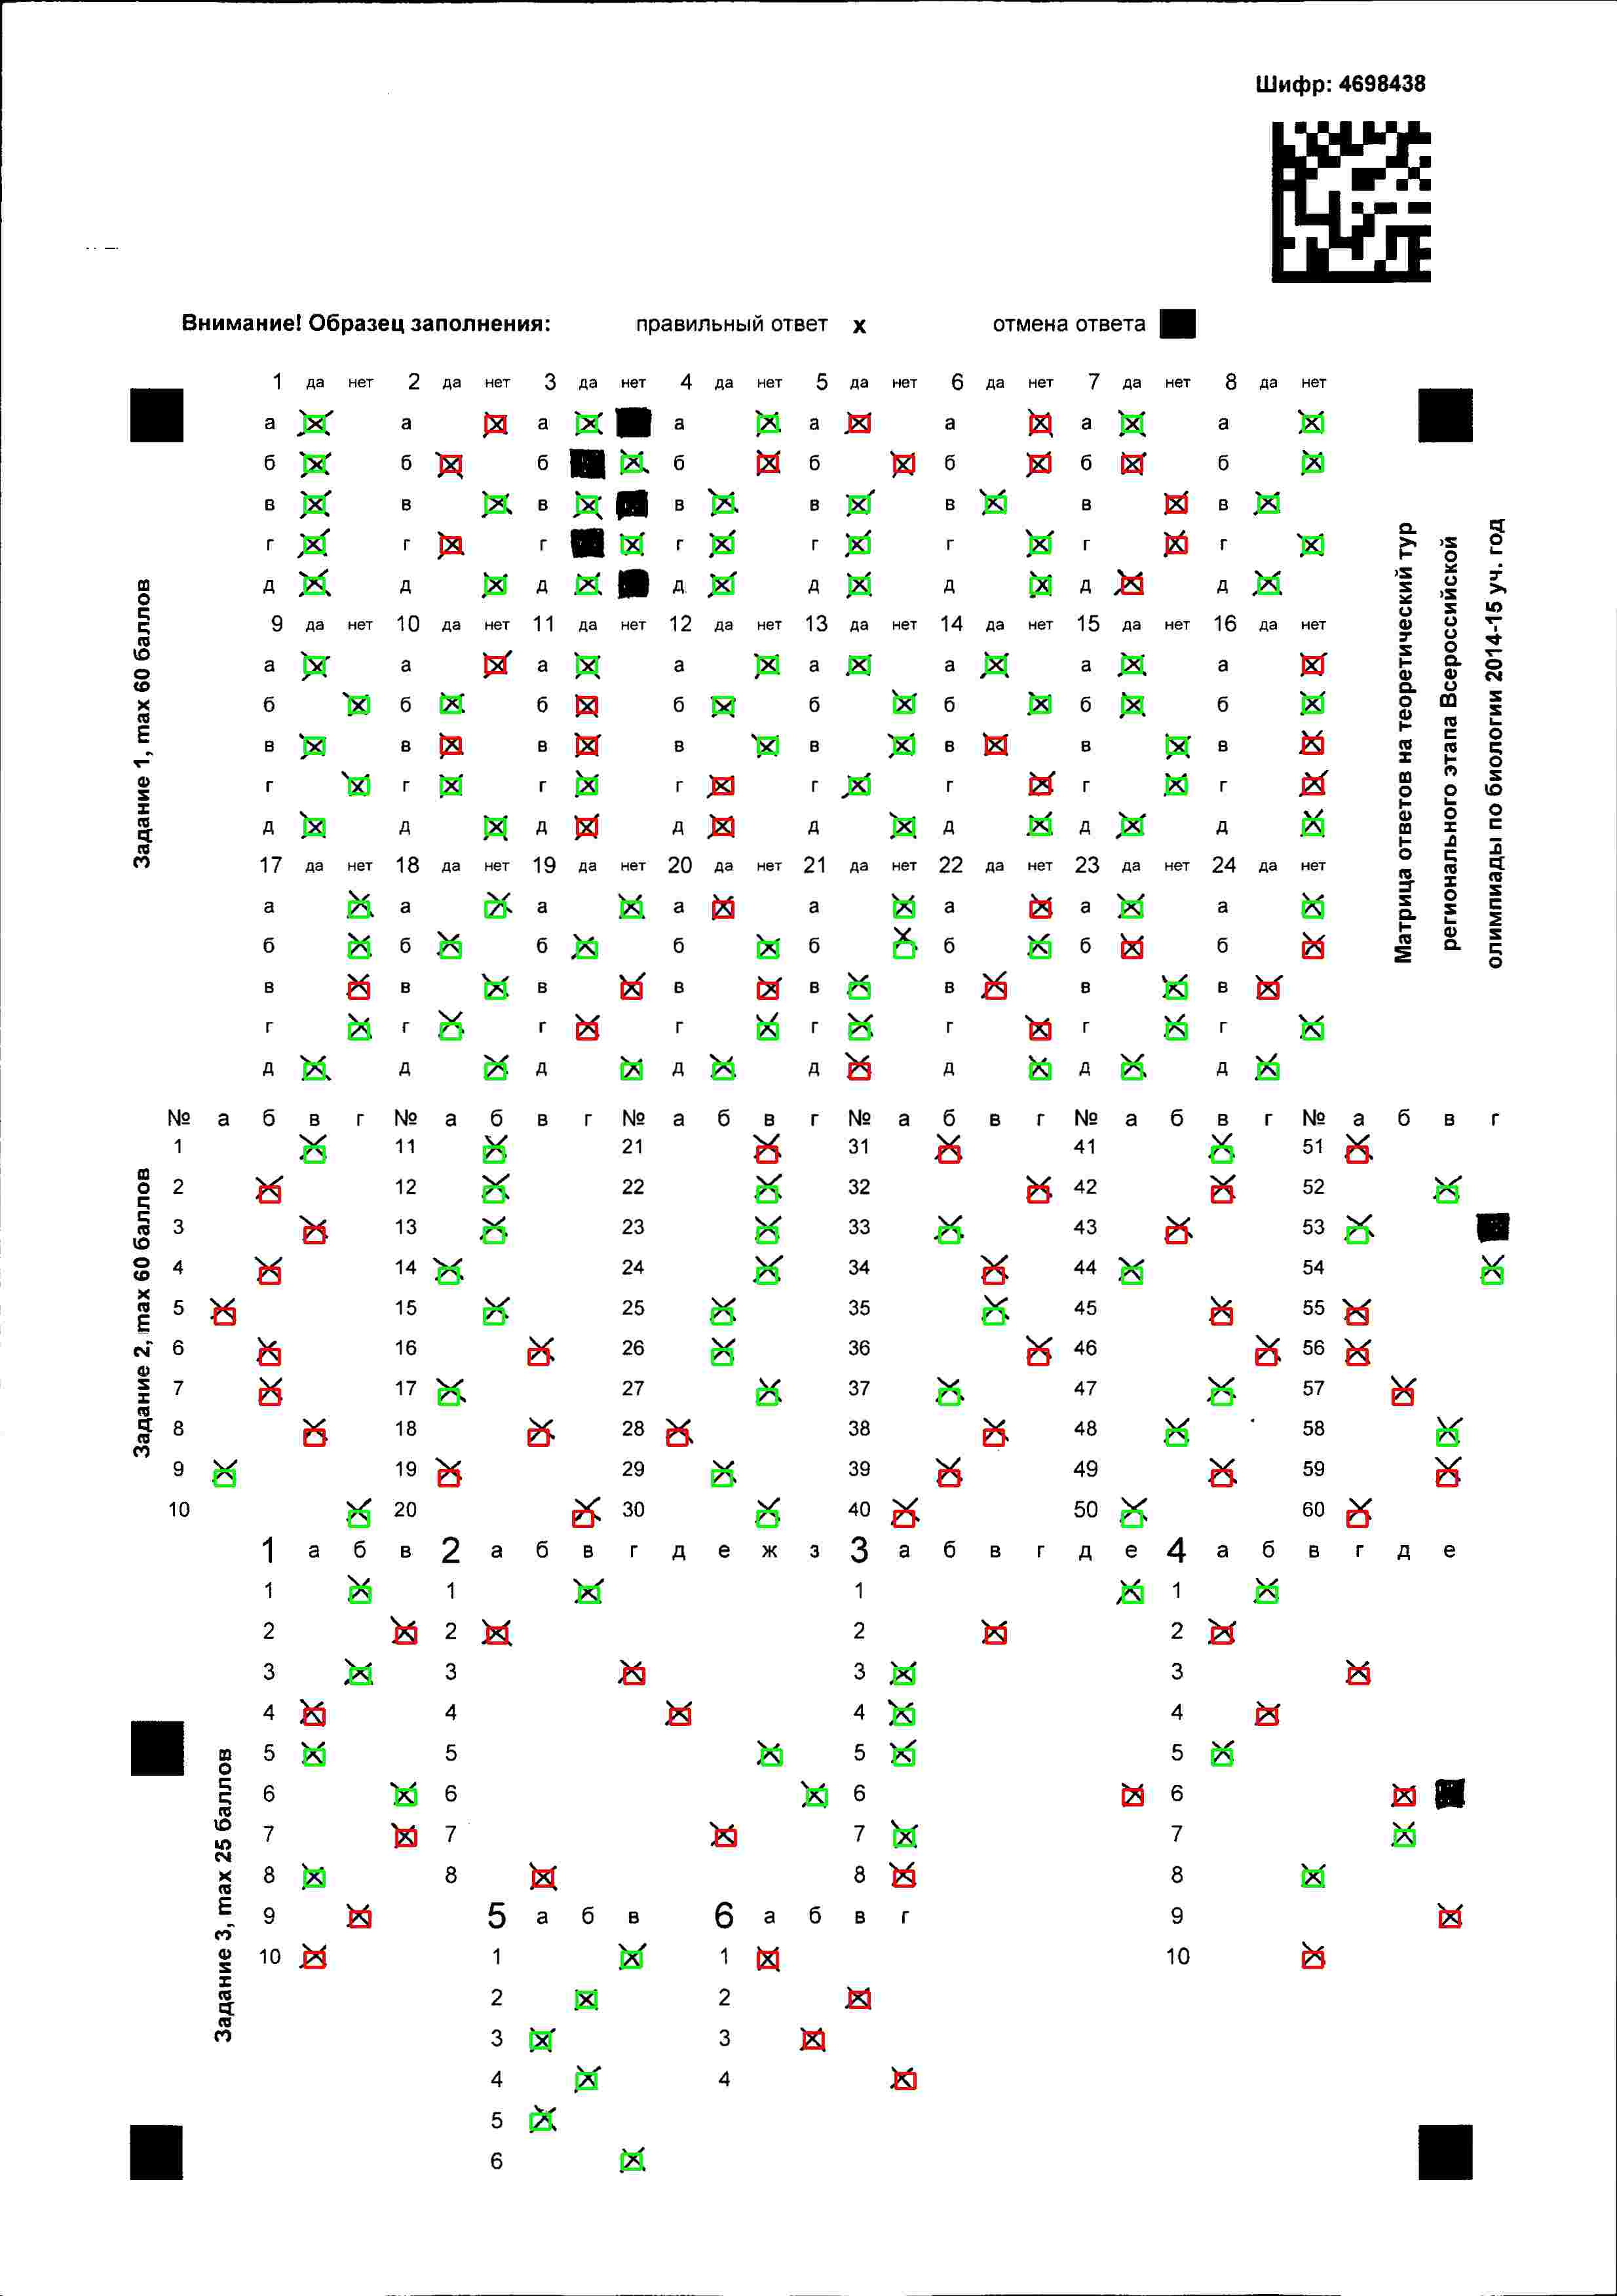 Шифр: 4698438
Внимание! Образец заполнения: правильный ответ х отмена ответа
1 да нет 2 да нет 3 да нет 4 да нет 5 да нет 6 да нет 7 да нет 8 да нет
а а а а а а а а
б б б б б б б б
в в в в в в в в
г г г г г г г г
д д д д д д д д
9 да нет 10 да нет 11 да нет 12 да нет 13 да нет 14 да нет 15 да нет 16 да нет
а а а а а а а а
б б б б б б б б
в в в в в в в в
г г г г г г г г
д д д д д д д д
17 да нет 18 да нет 19 да нет 20 да нет 21 да нет 22 да нет 23 да нет 24 да нет
а а а а а а а а
б б б б б б б б
в в в в в в в в
г г г г г г г г
д д д д д д д д
Задание 1, max 60 баллов
Матрица ответов на теоретический тур
регионального этапа Всероссийской
олимпиады по биологии 2014-15 уч. год
№ а б в г № а б в г № а б в г № а б в г № а б в г № а б в г
1 11 21 31 41 51
2 12 22 32 42 52
3 13 23 33 43 53
4 14 24 34 44 54
5 15 25 35 45 55
6 16 26 36 46 56
7 17 27 37 47 57
8 18 28 38 48 58
9 19 29 39 49 59
10 20 30 40 50 60
Задание 2, max 60 баллов
1 а б в 2 а б в г д е ж з 3 а б в г д е 4 а б в г д е
1 1 1 1
2 2 2 2
3 3 3 3
4 4 4 4
5 5 5 5
6 6 6 6
7 7 7 7
8 8 8 8
9 5 а б в 6 а б в г 9
10 1 1 10
2 2
3 3
4 4
5
6
Задание 3, max 25 баллов